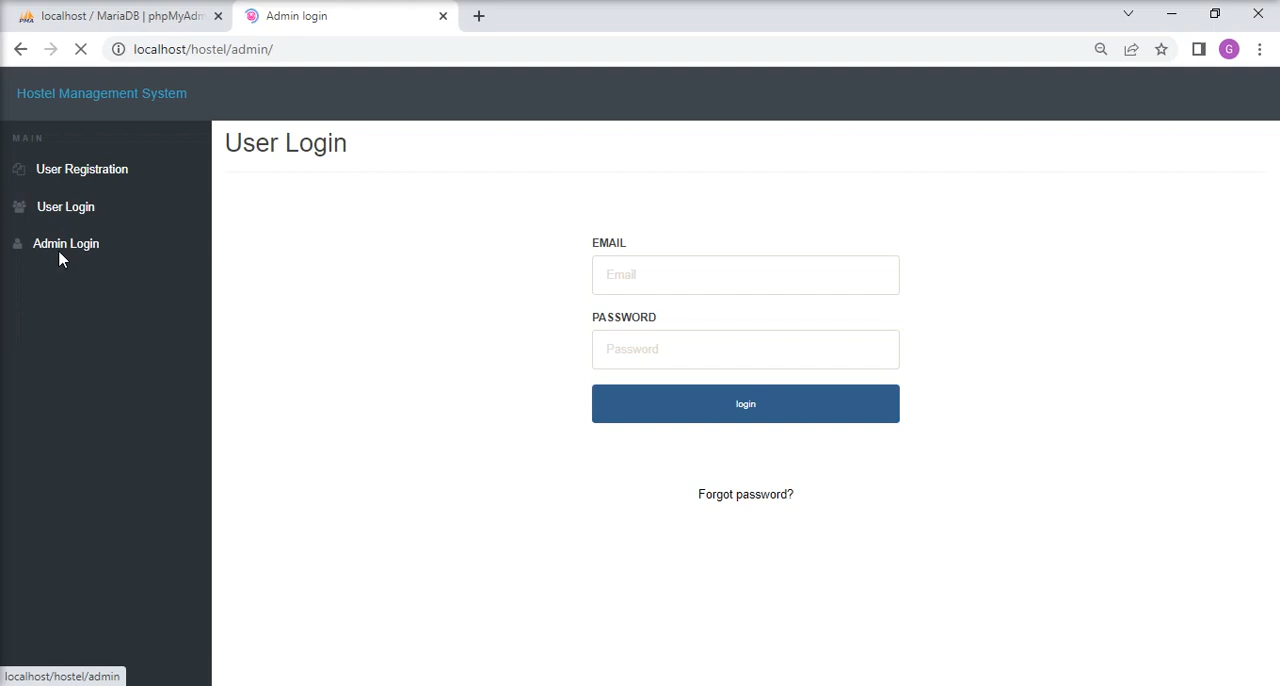 localhost / MariaDB | phpMyAdm
Admin login
localhost/hostel/admin/
G
Hostel Management System
MAIN
User Login
User Registration
User Login
Admin Login
EMAIL
Email
PASSWORD
Password
login
Forgot password?
localhost/hostel/admin